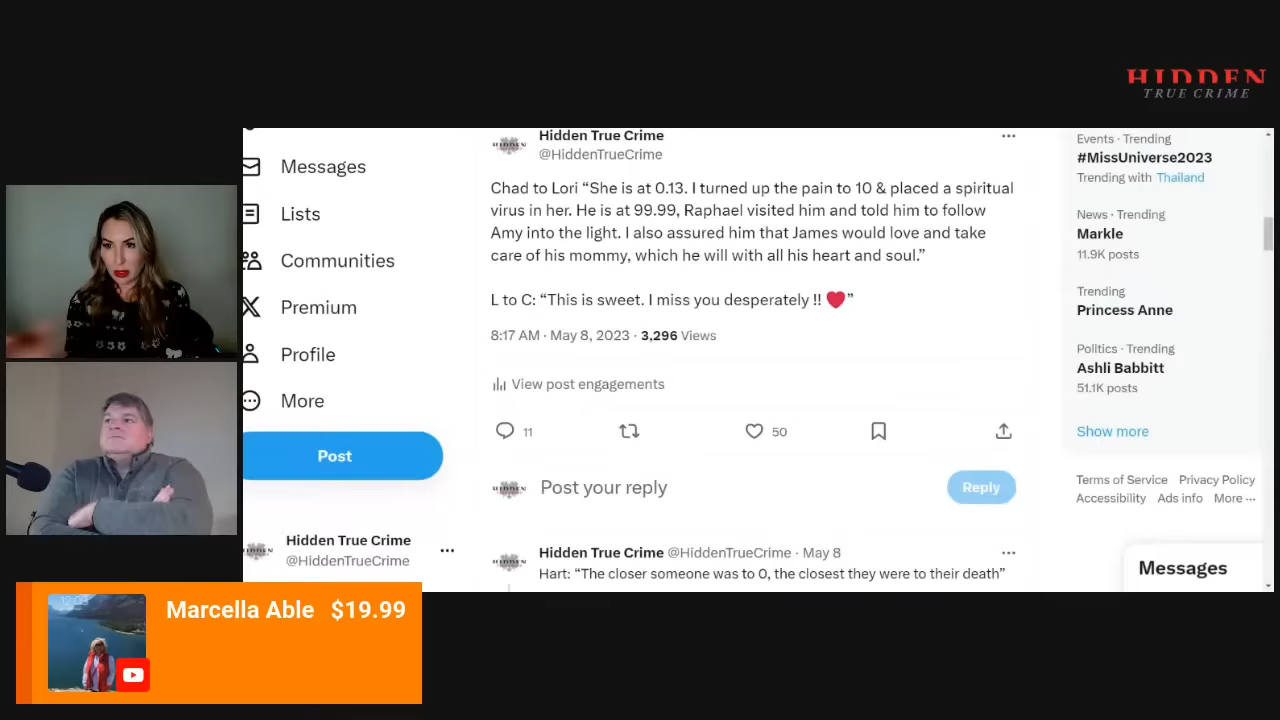 HIDDEN
TRUE CRIME
Messages
Lists
Communities
Premium
Profile
More
Post
Hidden True Crime
@HiddenTrueCrime
Hidden True Crime
@HiddenTrueCrime
Chad to Lori “She is at 0.13. I turned up the pain to 10 & placed a spiritual
virus in her. He is at 99.99, Raphael visited him and told him to follow
Amy into the light. I also assured him that James would love and take
care of his mommy, which he will with all his heart and soul.”
L to C: “This is sweet. I miss you desperately !! ❤️”
8:17 AM · May 8, 2023 · 3,296 Views
View post engagements
11
50
Post your reply
Reply
Hidden True Crime @HiddenTrueCrime · May 8
Hart: “The closer someone was to 0, the closest they were to their death”
Events · Trending
#MissUniverse2023
Trending with Thailand
News · Trending
Markle
11.9K posts
Trending
Princess Anne
Politics · Trending
Ashli Babbitt
51.1K posts
Show more
Terms of Service Privacy Policy
Accessibility Ads info More ···
Messages
Marcella Able $19.99